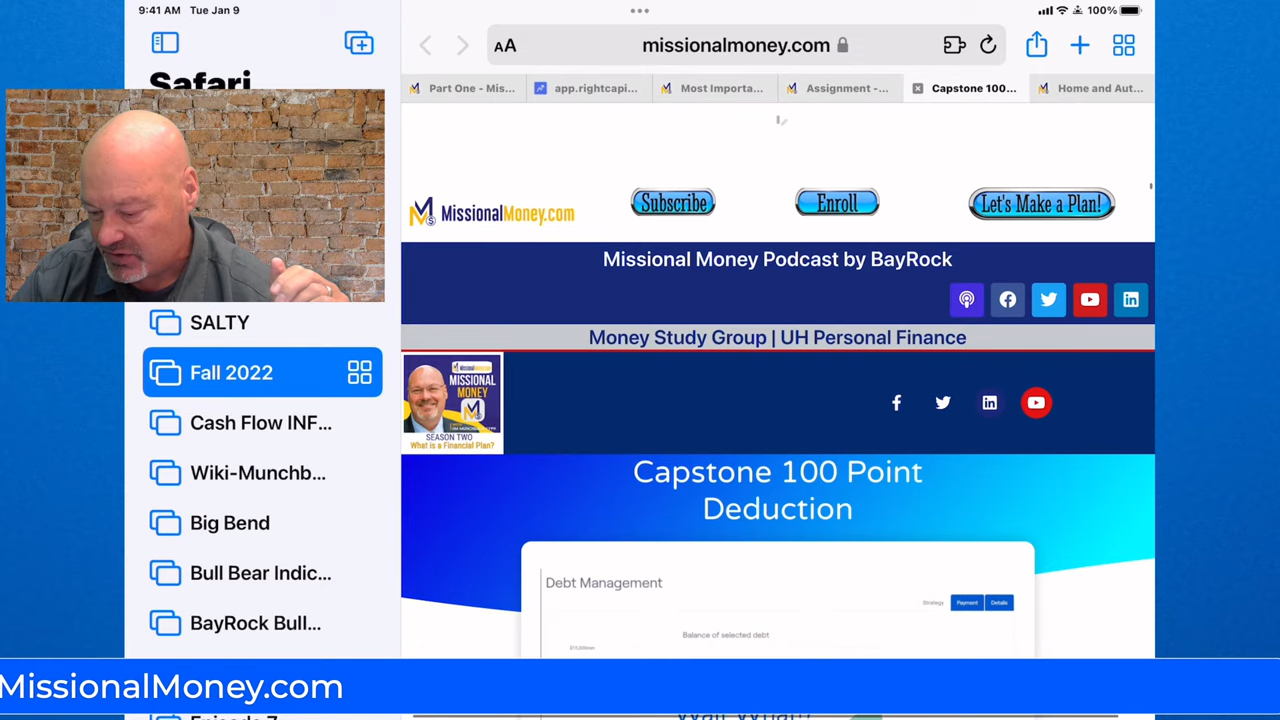 9:41 AM Tue Jan 9
100%
Safari
SALTY
Fall 2022
Cash Flow INF...
Wiki-Munchb...
Big Bend
Bull Bear Indic...
BayRock Bull...
Episode 7
AA
missionalmoney.com
Part One - Mis...
app.rightcapi...
Most Importa...
Assignment -...
Capstone 100...
Home and Aut...
MissionalMoney.com
Subscribe
Enroll
Let's Make a Plan!
Missional Money Podcast by BayRock
Money Study Group | UH Personal Finance
MISSIONAL
MONEY
SEASON TWO
What is a Financial Plan?
Capstone 100 Point
Deduction
Debt Management
Strategy
Payment
Details
Balance of selected debt
Wait What?
MissionalMoney.com